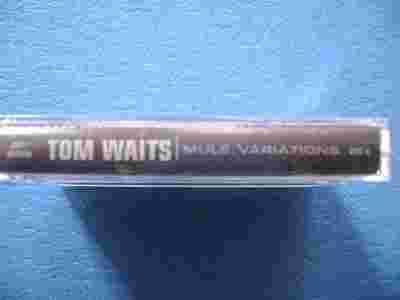 TOM WAITS MULE VARIATIONS